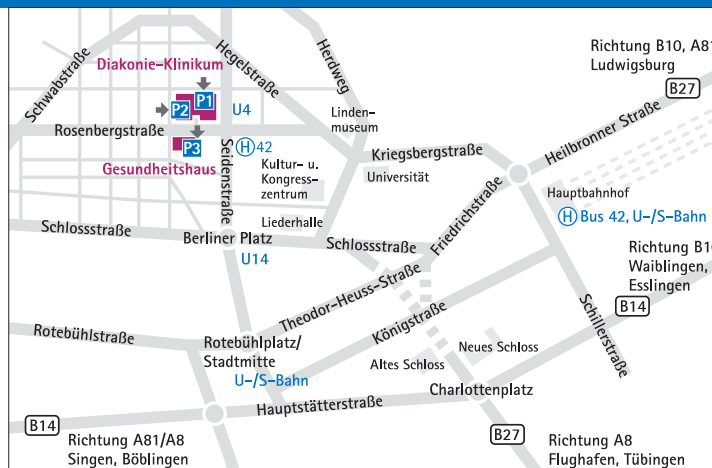 Richtung B10, A81
Ludwigsburg
B27
Hegelstraße
Herdweg
Schwabstraße
Diakonie-Klinikum
P1
P2
U4
Linden-
museum
Heilbronner Straße
Rosenbergstraße
H 42
Kriegsbergstraße
P3
Gesundheitshaus
Seidenstraße
Kultur- u.
Kongress-
zentrum
Universität
Hauptbahnhof
H Bus 42, U-/S-Bahn
Liederhalle
Friedrichstraße
Schlossstraße
Berliner Platz
Schlossstraße
U14
Richtung B10
Waiblingen,
Esslingen
B14
Theodor-Heuss-Straße
Königstraße
Schillerstraße
Rotebühlstraße
Rotebühlplatz/
Stadtmitte
U-/S-Bahn
Neues Schloss
Altes Schloss
Charlottenplatz
Hauptstätterstraße
B14
Richtung A81/A8
Singen, Böblingen
B27
Richtung A8
Flughafen, Tübingen